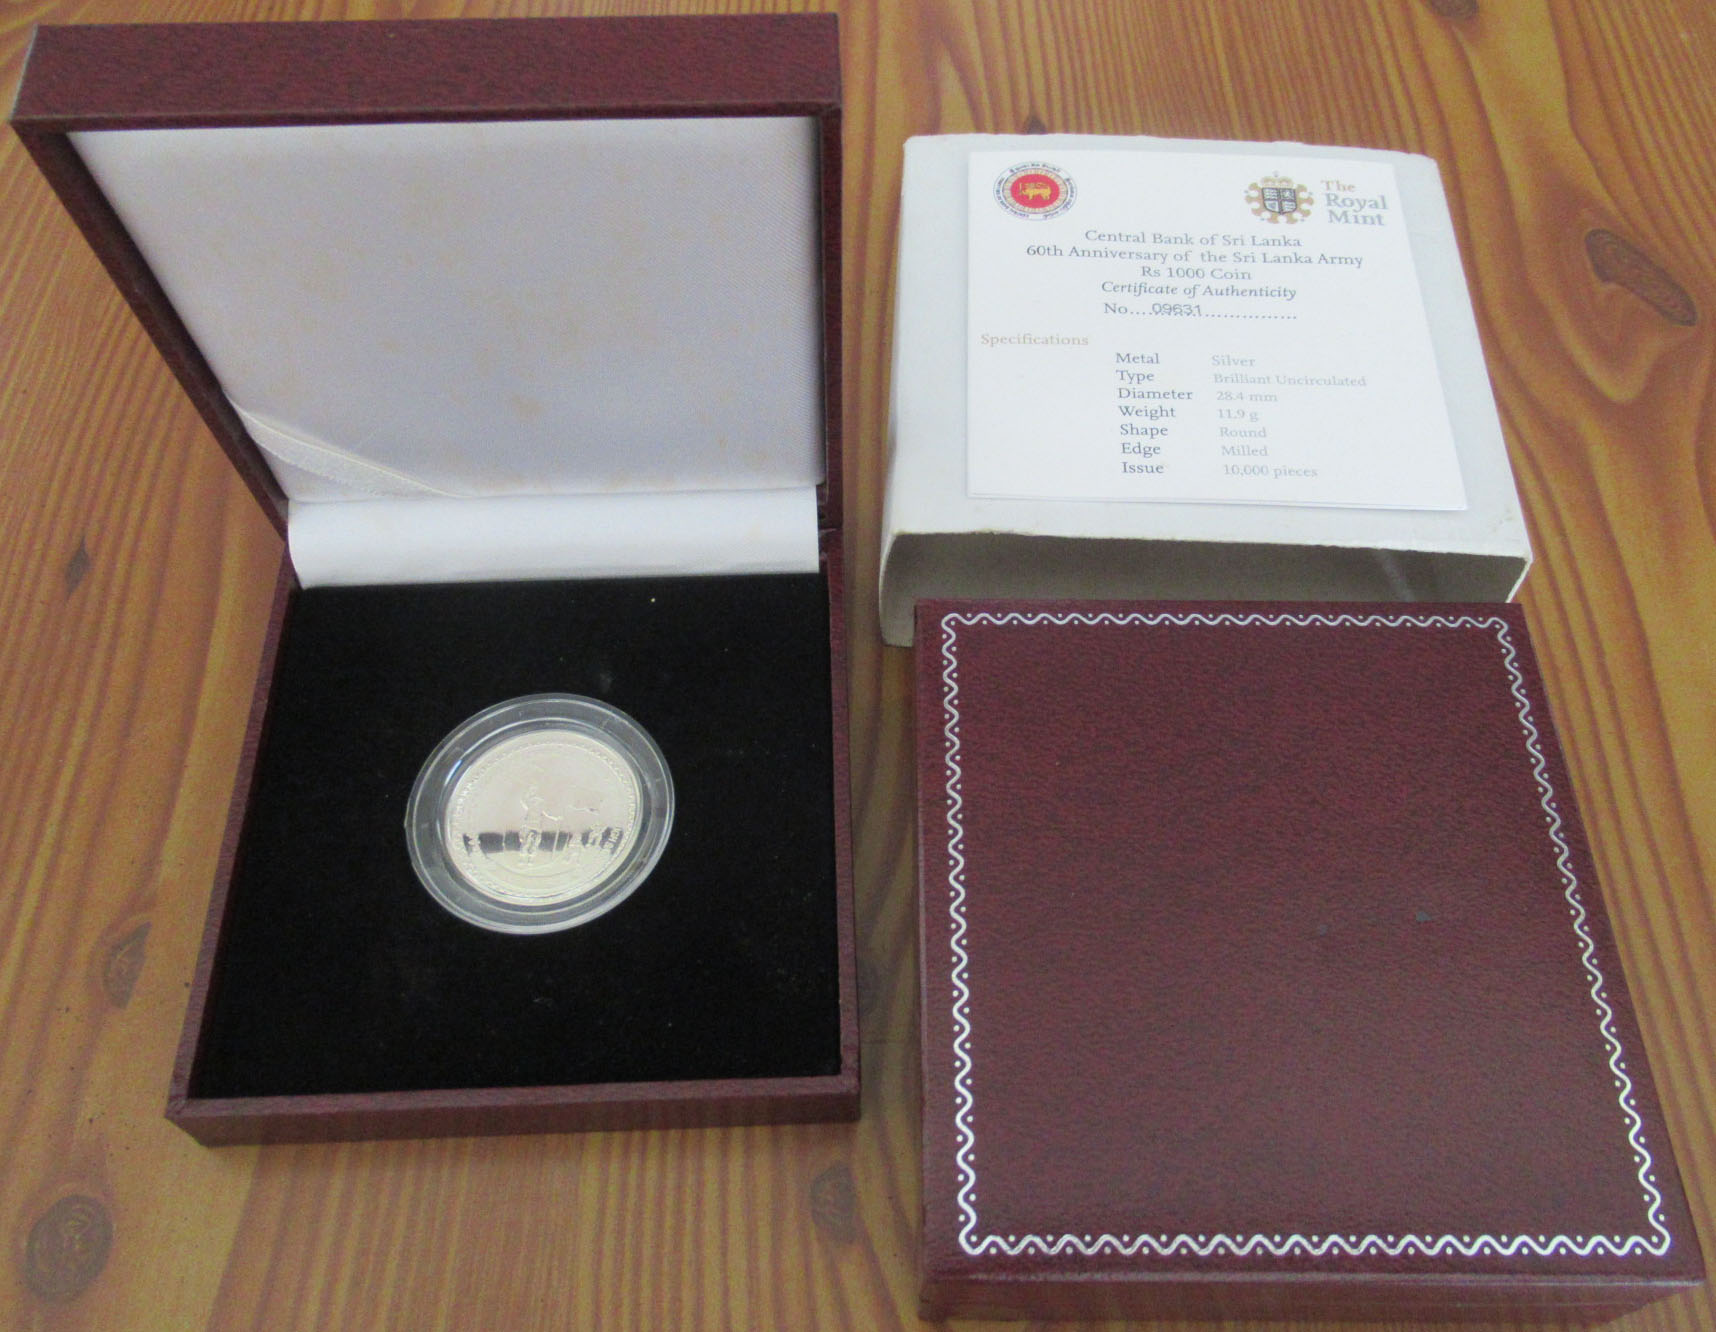 The
Royal
Mint
Central Bank of Sri Lanka
60th Anniversary of the Sri Lanka Army
Rs 1000 Coin
Certificate of Authenticity
No....09631....................
Specifications
Metal Silver
Type Brilliant Uncirculated
Diameter 28.4 mm
Weight 11.9 g
Shape Round
Edge Milled
Issue 10,000 pieces